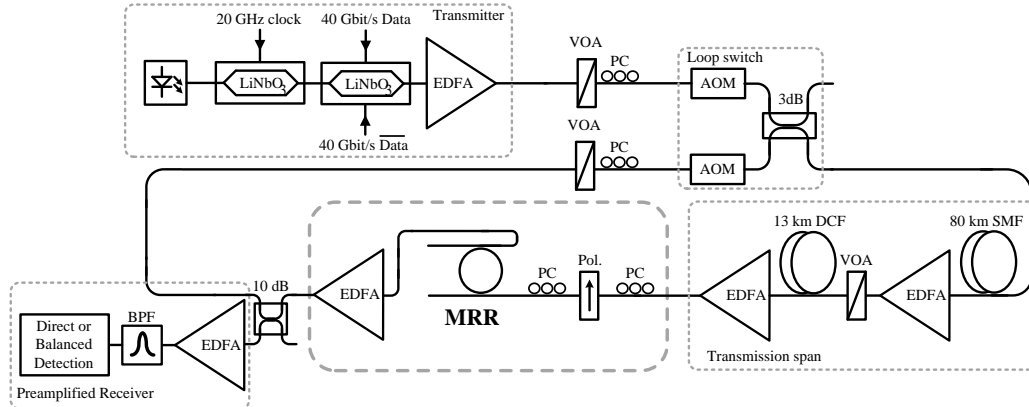 20 GHz clock
40 Gbit/s Data
Transmitter
LiNbO3
LiNbO3
EDFA
40 Gbit/s Data
VOA
PC
Loop switch
AOM
3dB
VOA
PC
AOM
13 km DCF
80 km SMF
VOA
EDFA
EDFA
Transmission span
PC
Pol.
PC
MRR
EDFA
10 dB
BPF
EDFA
Direct or
Balanced
Detection
Preamplified Receiver